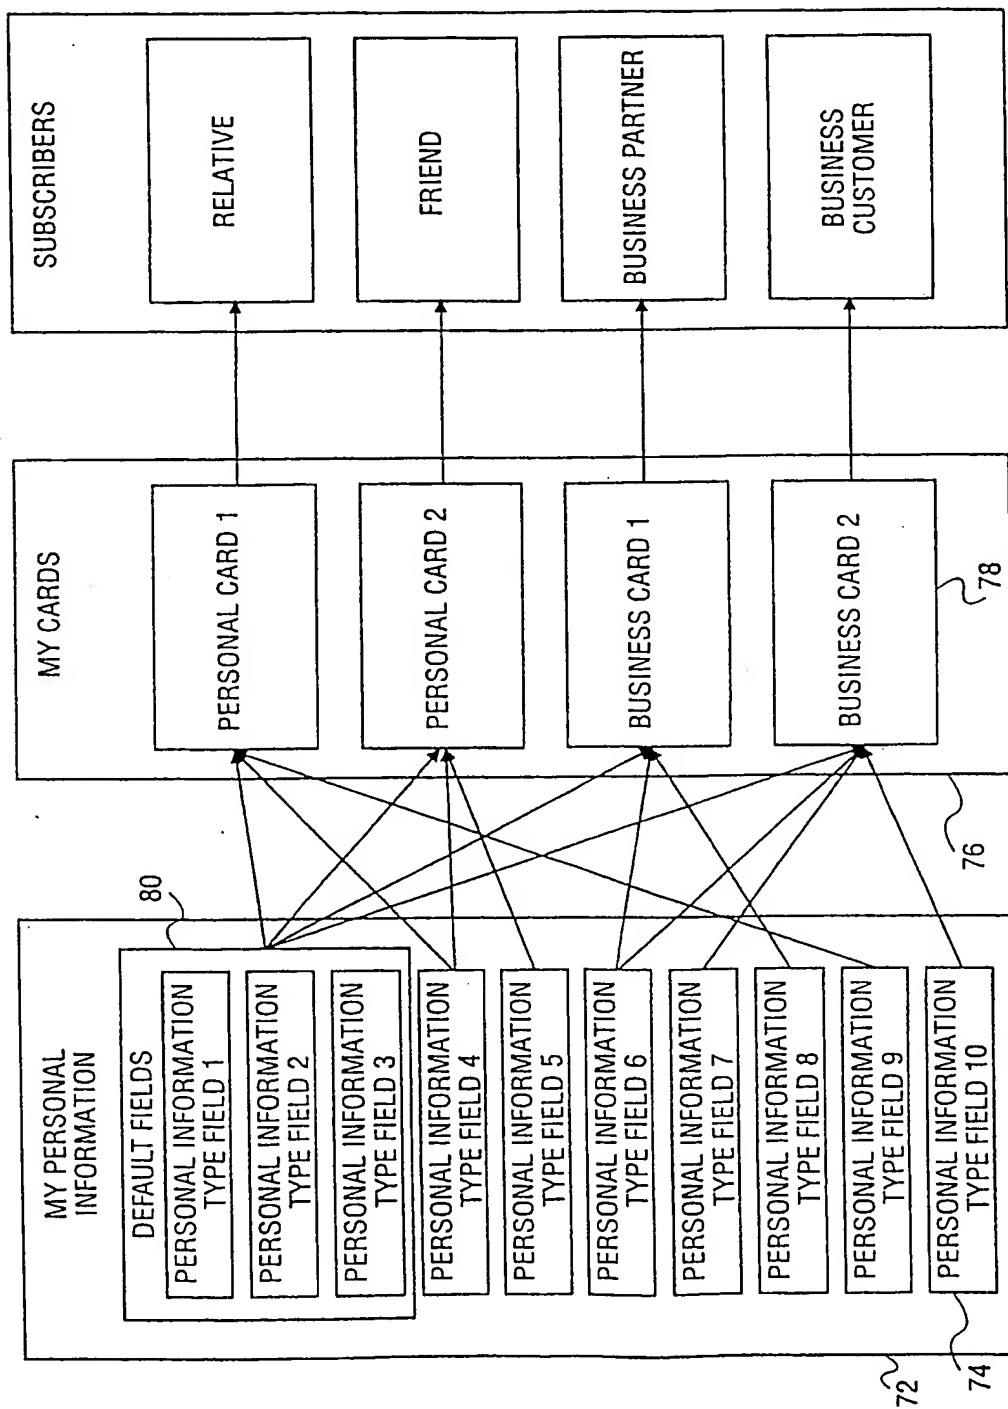 MY PERSONAL
INFORMATION
DEFAULT FIELDS
PERSONAL INFORMATION
TYPE FIELD 1
PERSONAL INFORMATION
TYPE FIELD 2
PERSONAL INFORMATION
TYPE FIELD 3
PERSONAL INFORMATION
TYPE FIELD 4
PERSONAL INFORMATION
TYPE FIELD 5
PERSONAL INFORMATION
TYPE FIELD 6
PERSONAL INFORMATION
TYPE FIELD 7
PERSONAL INFORMATION
TYPE FIELD 8
PERSONAL INFORMATION
TYPE FIELD 9
PERSONAL INFORMATION
TYPE FIELD 10
72
74
80
MY CARDS
PERSONAL CARD 1
PERSONAL CARD 2
BUSINESS CARD 1
BUSINESS CARD 2
76
78
SUBSCRIBERS
RELATIVE
FRIEND
BUSINESS PARTNER
BUSINESS
CUSTOMER